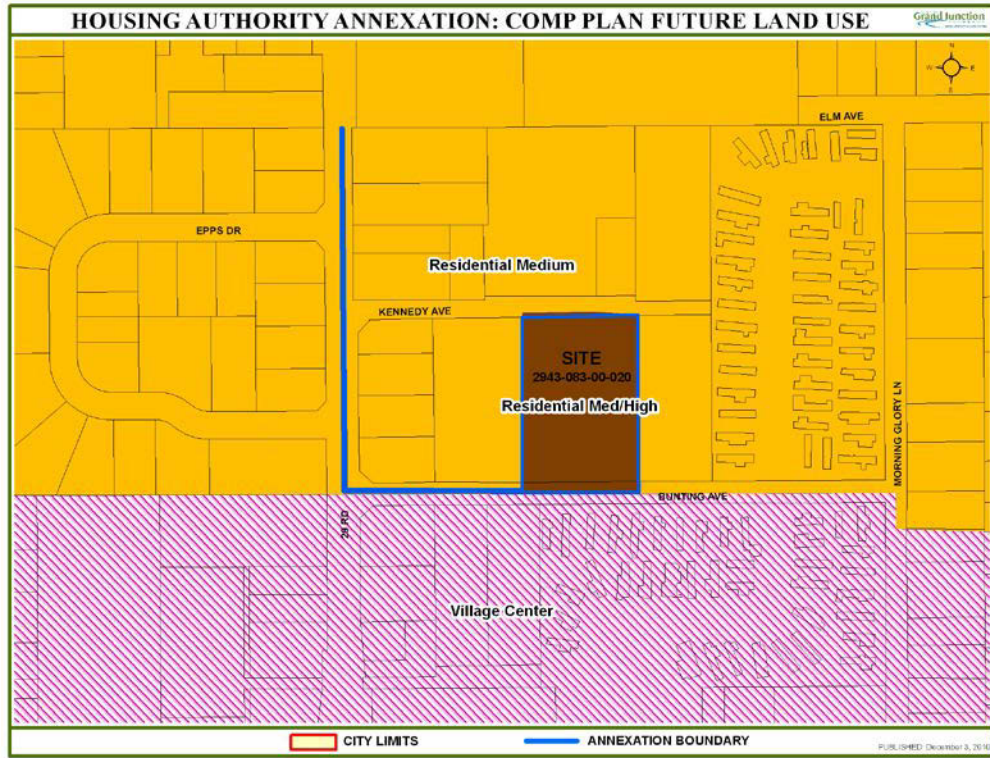 HOUSING AUTHORITY ANNEXATION: COMP PLAN FUTURE LAND USE
Grand Junction
N
W E
S
ELM AVE
EPPS DR
Residential Medium
KENNEDY AVE
SITE
2943-083-00-020
Residential Med/High
MORNING GLORY LN
BUNTING AVE
29 RD
Village Center
CITY LIMITS
ANNEXATION BOUNDARY
PUBLISHED: December 3, 2010